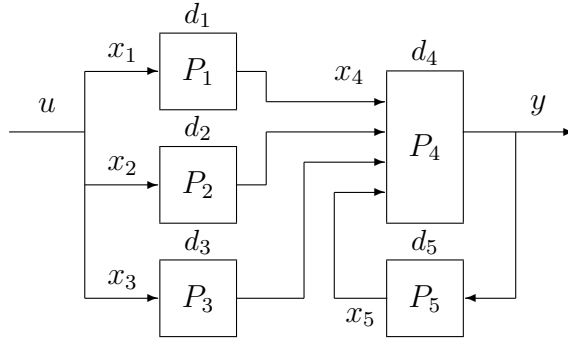 d₁
x₁ P₁ x₄ d₄
u d₂ y
x₂ P₂ P₄
d₃ d₅
x₃ P₃ x₅ P₅